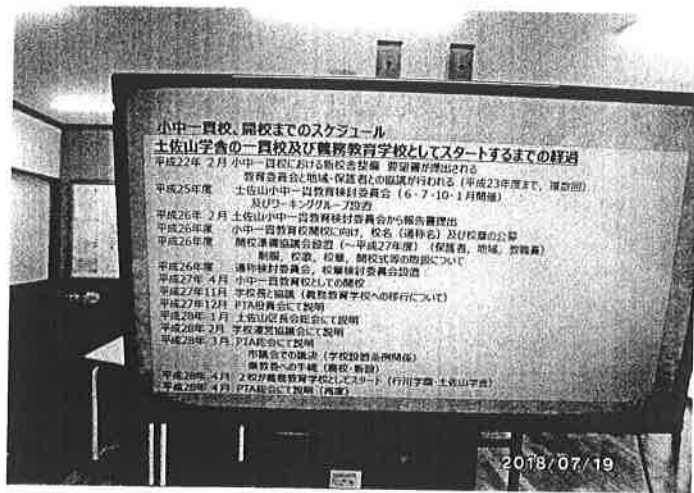 小中一貫校、開校までのスケジュール
土佐山学舎の一貫校及び義務教育学校としてスタートするまでの経過
平成22年 2月 小中一貫校における新校舎整備 要望書が提出される
教育委員会と地域・保護者との協議が行われる（平成23年度まで、複数回）
平成25年度 土佐山小中一貫教育検討委員会（6・7・10・1月開催）
及びワーキンググループ設置
平成26年 2月 土佐山小中一貫教育検討委員会から報告書提出
平成26年度 小中一貫教育校開校に向け、校名（通称名）及び校章の公募
平成26年度 開校準備協議会設置（～平成27年度）（保護者、地域、教職員）
制服、校歌、校章、開校式等の取扱について
平成26年度 通称検討委員会、校章検討委員会設置
平成27年 4月 小中一貫教育校としての開校
平成27年11月 学校長と協議（義務教育学校への移行について）
平成27年12月 PTA役員会にて説明
平成28年 1月 土佐山区長会総会にて説明
平成28年 2月 学校運営協議会にて説明
平成28年 3月 PTA総会にて説明
市議会での議決（学校設置条例関係）
県教委への手続（廃校・新設）
平成28年 4月 2校が義務教育学校としてスタート（行川学園・土佐山学舎）
平成28年 4月 PTA総会にて説明（再度）
2018/07/19